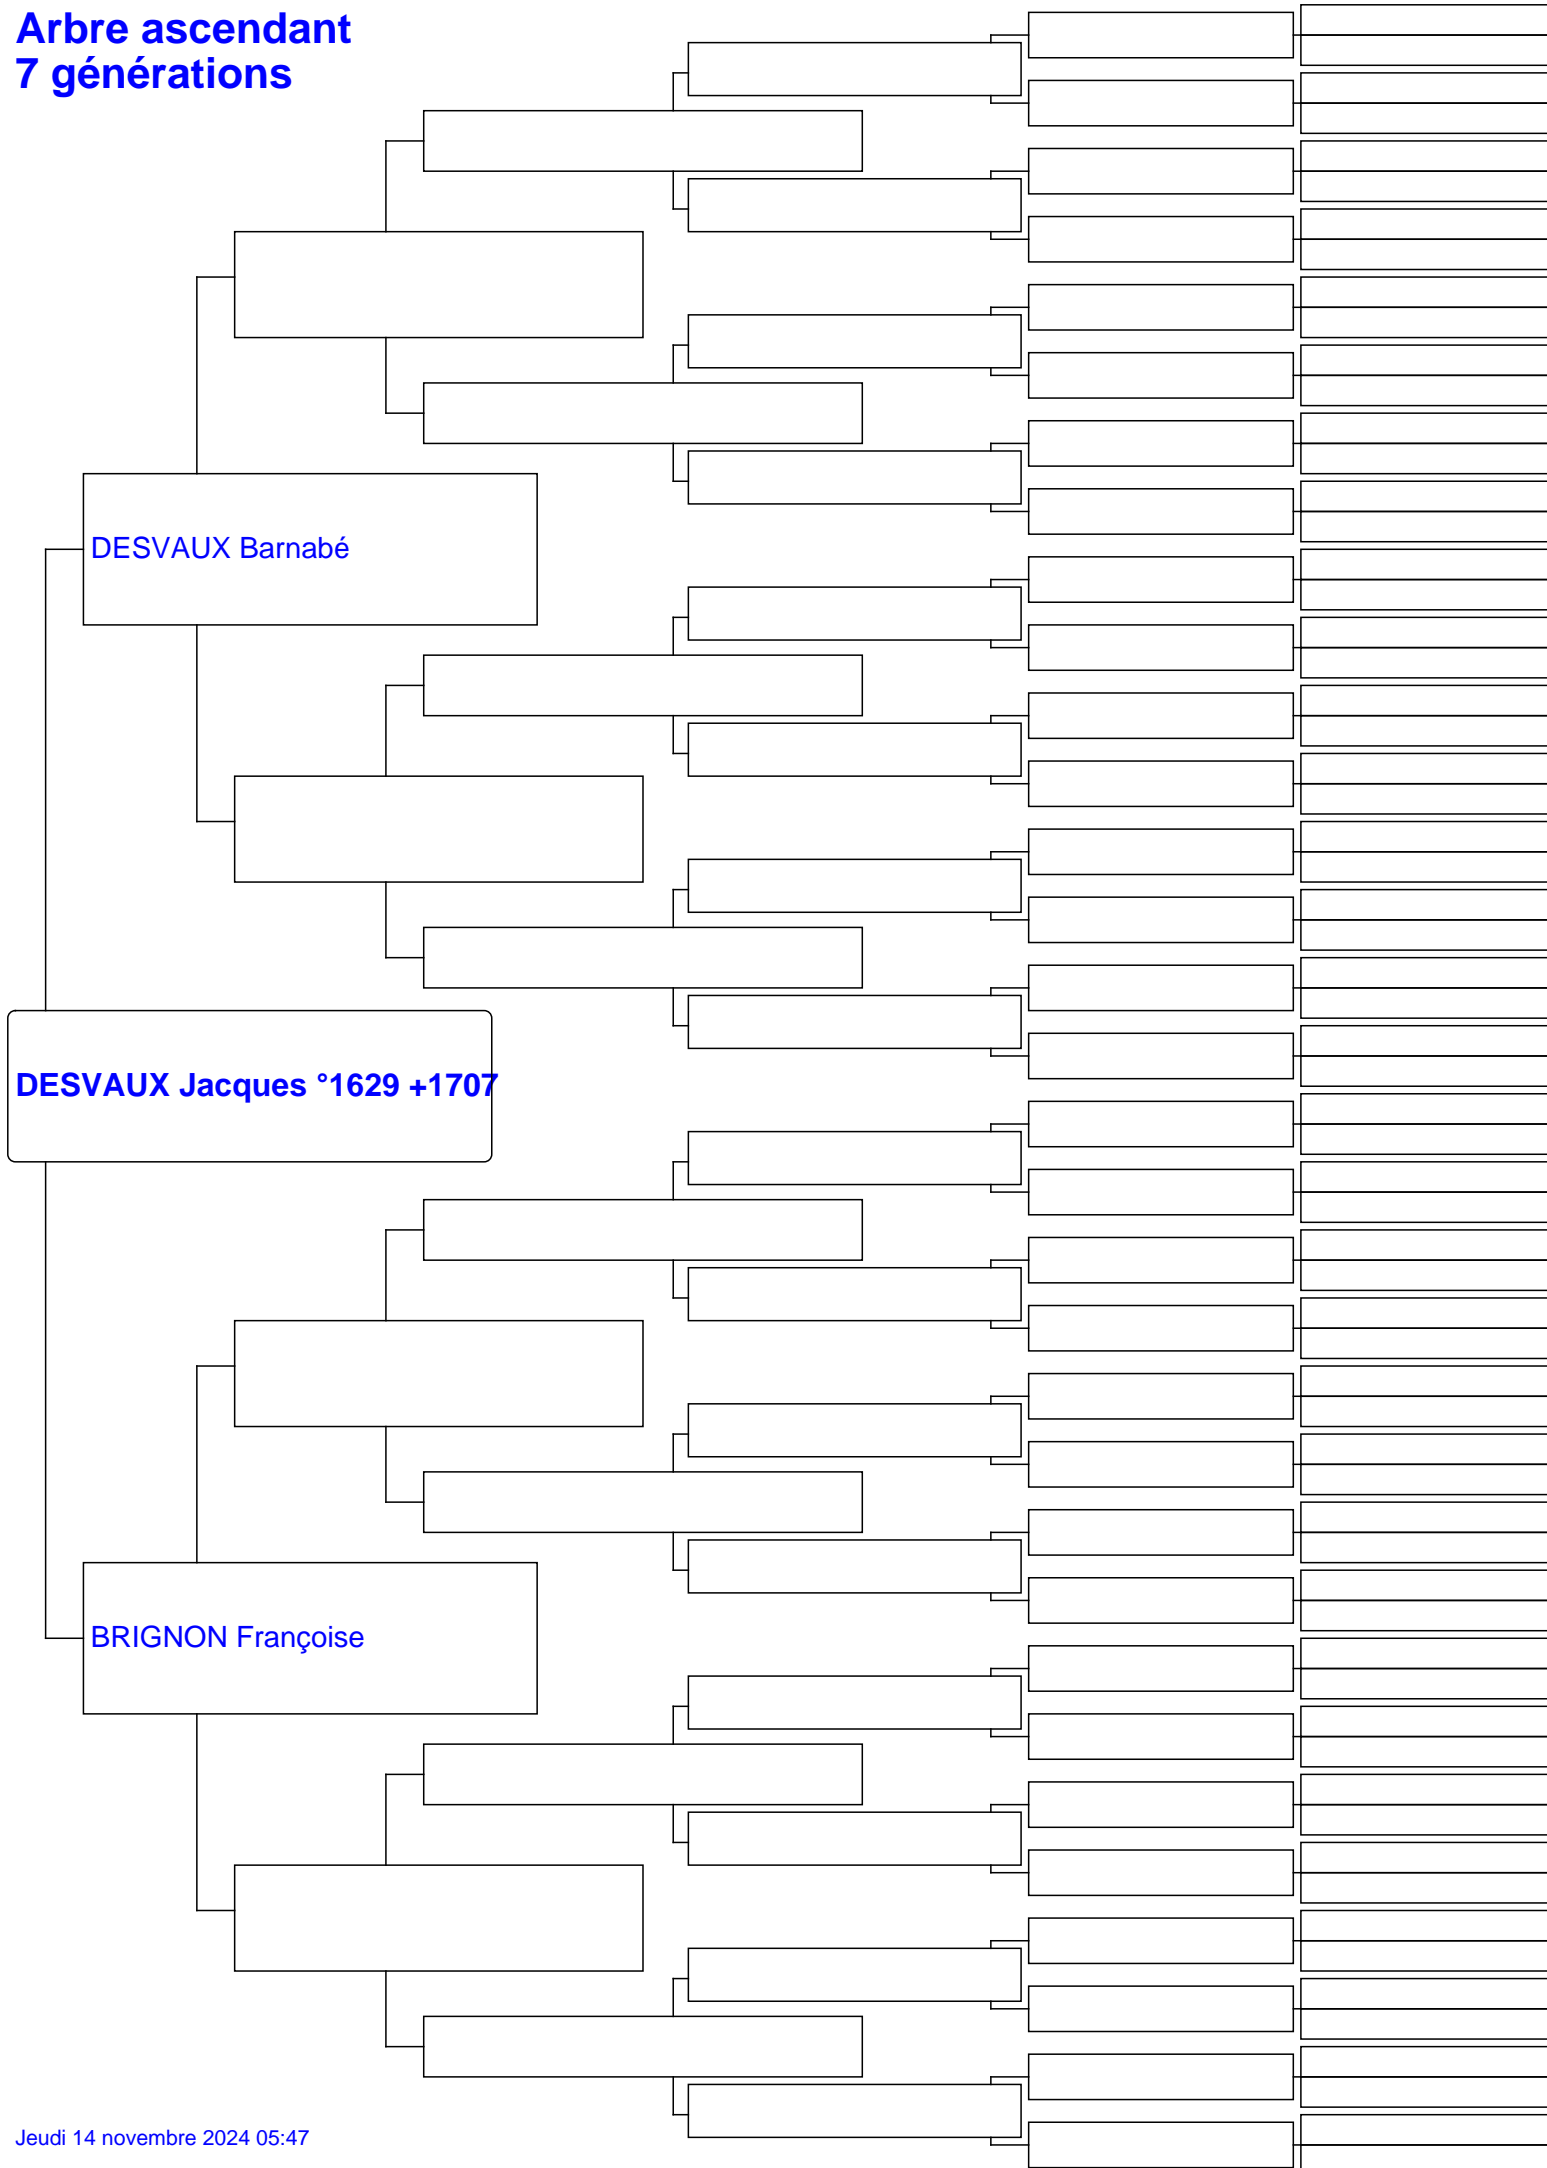 Arbre ascendant
7 générations
DESVAUX Barnabé
DESVAUX Jacques °1629 +1707
BRIGNON Françoise
Jeudi 14 novembre 2024 05:47